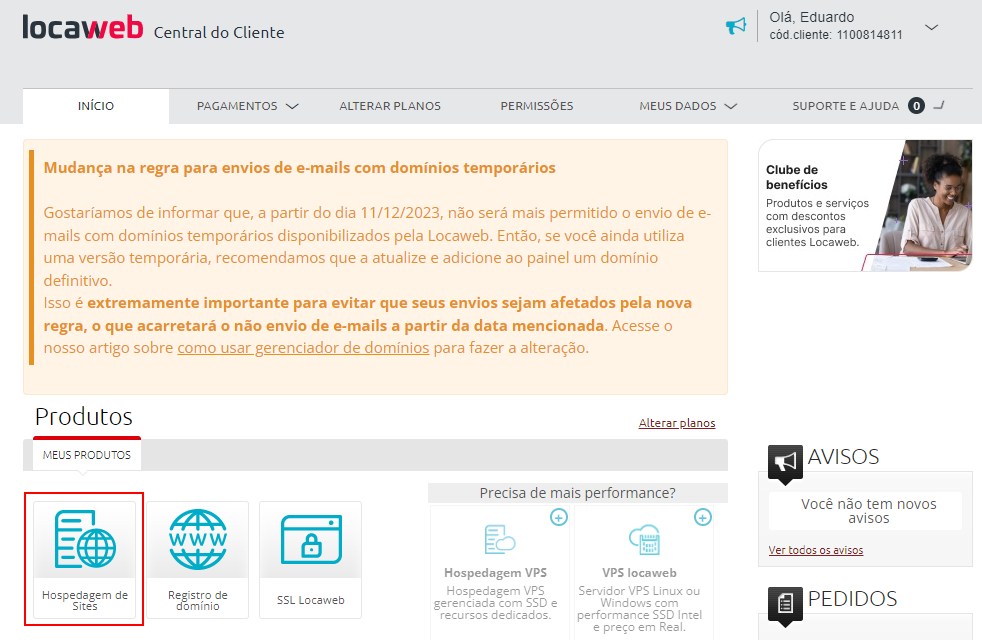 locaweb Central do Cliente
Olá, Eduardo
cód.cliente: 1100814811
INÍCIO
PAGAMENTOS
ALTERAR PLANOS
PERMISSÕES
MEUS DADOS
SUPORTE E AJUDA 0
Mudança na regra para envios de e-mails com domínios temporários
Gostaríamos de informar que, a partir do dia 11/12/2023, não será mais permitido o envio de e-
mails com domínios temporários disponibilizados pela Locaweb. Então, se você ainda utiliza
uma versão temporária, recomendamos que a atualize e adicione ao painel um domínio
definitivo.
Isso é extremamente importante para evitar que seus envios sejam afetados pela nova
regra, o que acarretará o não envio de e-mails a partir da data mencionada. Acesse o
nosso artigo sobre como usar gerenciador de domínios para fazer a alteração.
Clube de
benefícios
Produtos e serviços
com descontos
exclusivos para
clientes Locaweb.
Produtos
Alterar planos
MEUS PRODUTOS
Hospedagem de
Sites
WWW
Registro de
domínio
SSL Locaweb
Precisa de mais performance?
Hospedagem VPS
Hospedagem VPS
gerenciada com SSD e
recursos dedicados.
VPS locaweb
Servidor VPS Linux ou
Windows com
performance SSD Intel
e preço em Real.
AVISOS
Você não tem novos
avisos
Ver todos os avisos
PEDIDOS